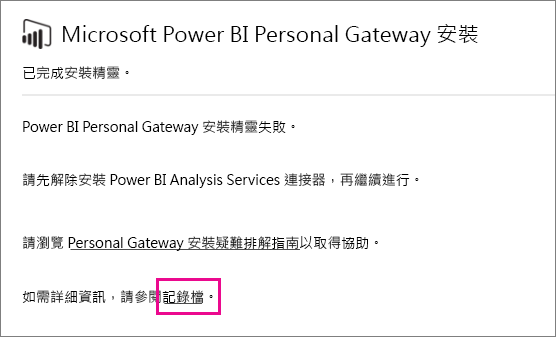 Microsoft Power BI Personal Gateway 安裝
已完成安裝精靈。
Power BI Personal Gateway 安裝精靈失敗。
請先解除安裝 Power BI Analysis Services 連接器，再繼續進行。
請瀏覽 Personal Gateway 安裝疑難排解指南以取得協助。
如需詳細資訊，請參閱記錄檔。